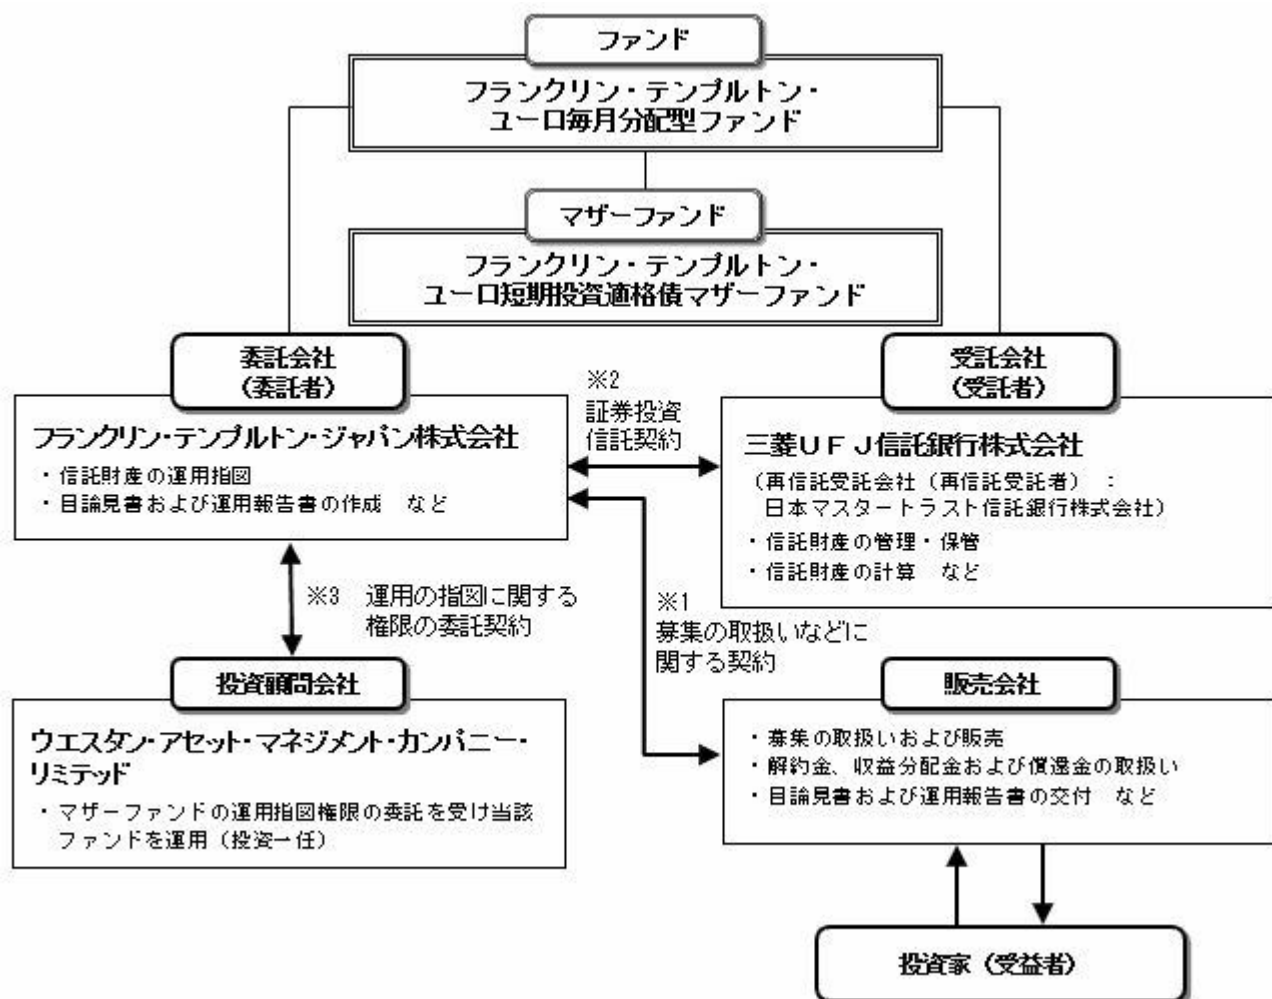 ファンド
フランクリン・テンプルトン・
ユーロ毎月分配型ファンド
マザーファンド
フランクリン・テンプルトン・
ユーロ短期投資適格債マザーファンド
委託会社
(委託者)
フランクリン・テンプルトン・ジャパン株式会社
・信託財産の運用指図
・目論見書および運用報告書の作成 など
※2
証券投資
信託契約
受託会社
(受託者)
三菱UFJ信託銀行株式会社
(再信託受託会社(再信託受託者) :
日本マスタートラスト信託銀行株式会社)
・信託財産の管理・保管
・信託財産の計算 など
※3 運用の指図に関する
権限の委託契約
※1
募集の取扱いなどに
関する契約
投資顧問会社
ウエスタン・アセット・マネジメント・カンパニー・
リミテッド
・マザーファンドの運用指図権限の委託を受け当該
ファンドを運用(投資一任)
販売会社
・募集の取扱いおよび販売
・解約金、収益分配金および償還金の取扱い
・目論見書および運用報告書の交付 など
投資家(受益者)